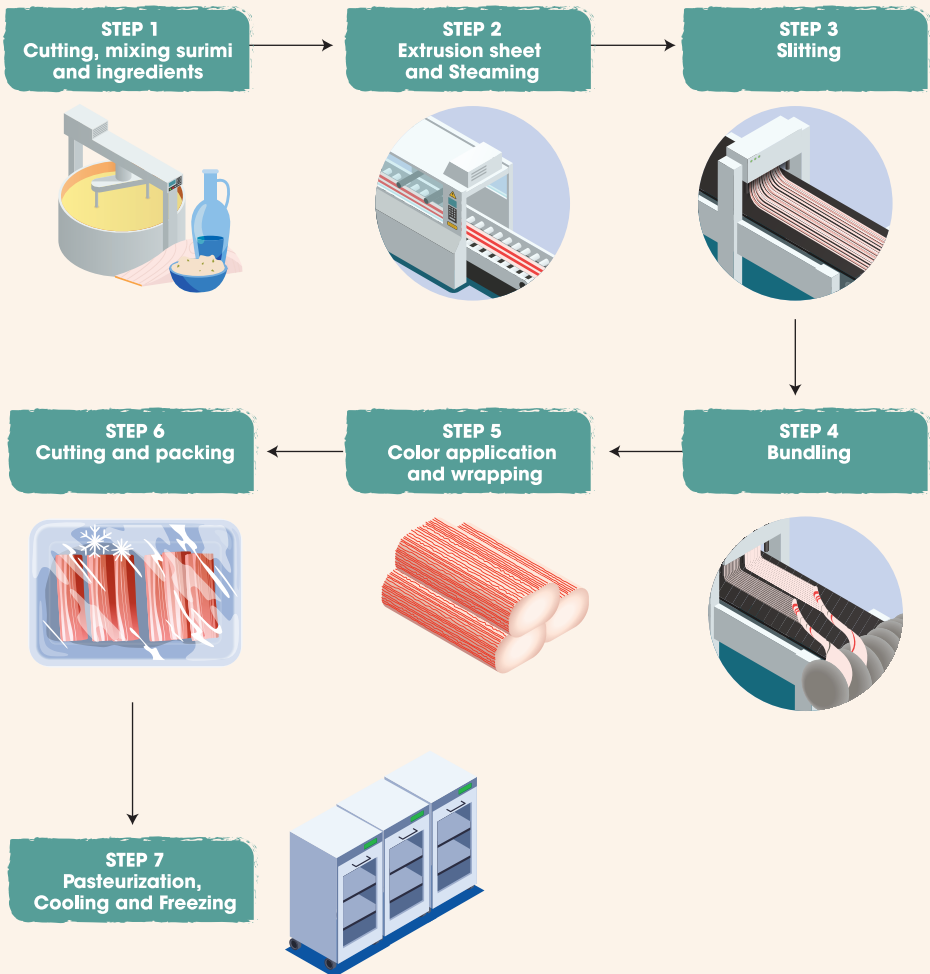 STEP 1
Cutting, mixing surimi
and ingredients
STEP 2
Extrusion sheet
and Steaming
STEP 3
Slitting
STEP 4
Bundling
STEP 5
Color application
and wrapping
STEP 6
Cutting and packing
STEP 7
Pasteurization,
Cooling and Freezing